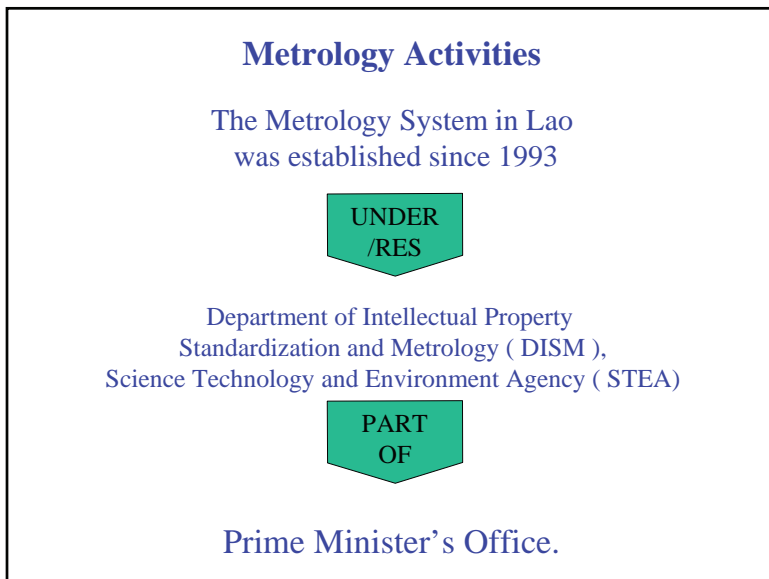 Metrology Activities
The Metrology System in Lao
was established since 1993
UNDER
/RES
Department of Intellectual Property
Standardization and Metrology ( DISM ),
Science Technology and Environment Agency ( STEA)
PART
OF
Prime Minister’s Office.